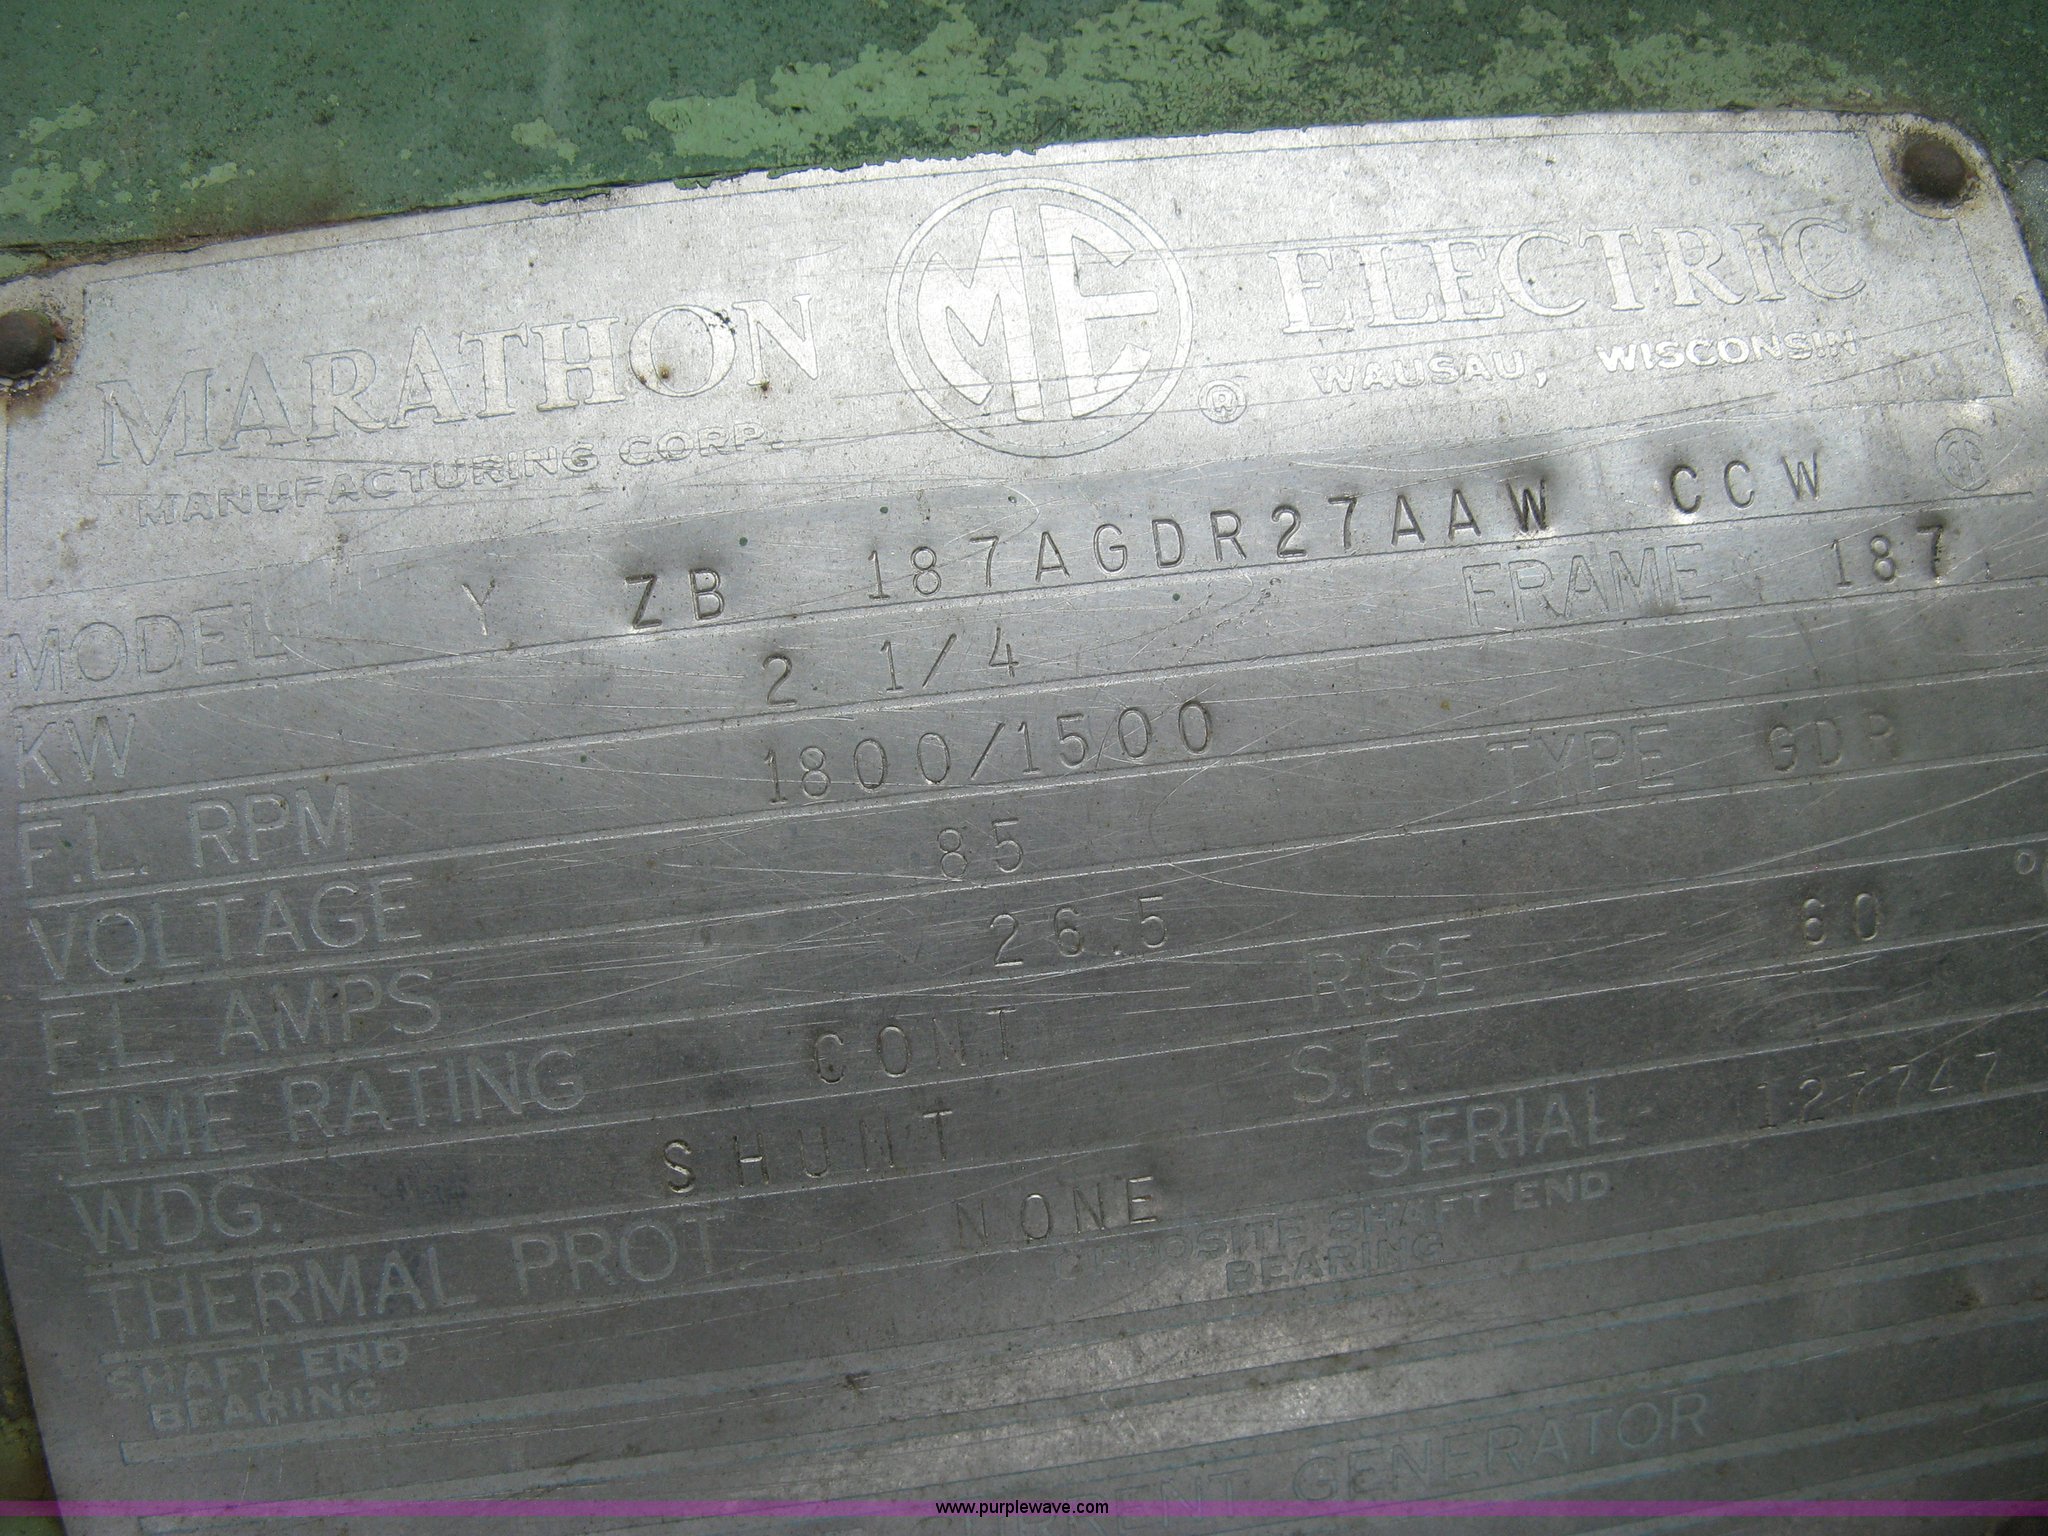 MARATHON ME ® ELECTRIC
MANUFACTURING CORP. WAUSAU, WISCONSIN
MODEL Y ZB 187AGDR27AAW CCW
KW 2 1/4 FRAME 187
F.L. RPM 1800/1500
VOLTAGE 85 TYPE GDR
F.L. AMPS 26.5
TIME RATING CONT RISE 60 °
WDG. SHUNT S.F.
THERMAL PROT NONE SERIAL 127747
SHAFT END BEARING OPPOSITE SHAFT END BEARING
GENERATOR
www.purplewave.com